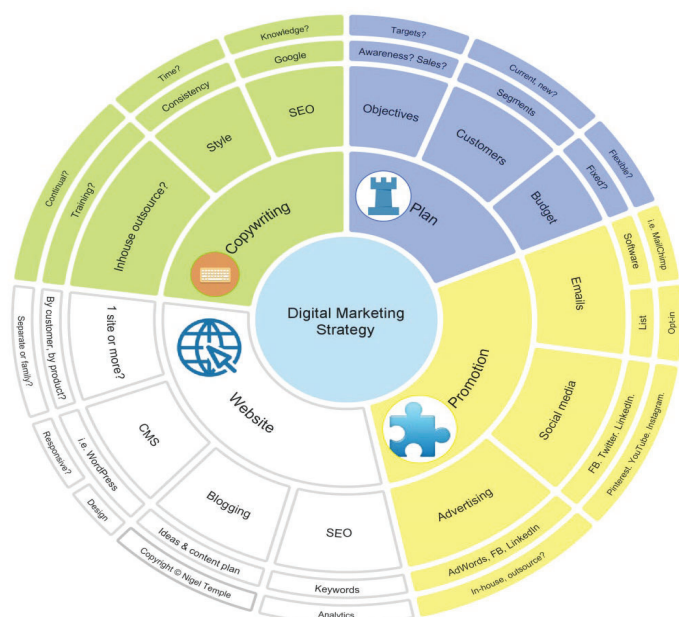 Digital Marketing
Strategy
Plan
Objectives
Awareness? Sales?
Targets?
Customers
Segments
Current, new?
Budget
Fixed?
Flexible?
Promotion
Emails
Software
i.e. MailChimp
List
Opt-in
Social media
FB. Twitter. LinkedIn.
Pinterest. YouTube. Instagram.
Advertising
AdWords, FB, LinkedIn
In-house, outsource?
Website
SEO
Keywords
Analytics
Blogging
Ideas & content plan
Copyright © Nigel Temple
CMS
i.e. WordPress
Design
Responsive?
1 site or more?
By customer, by product?
Separate or family?
Copywriting
Inhouse outsource?
Training?
Continual?
Style
Consistency
Time?
SEO
Google
Knowledge?